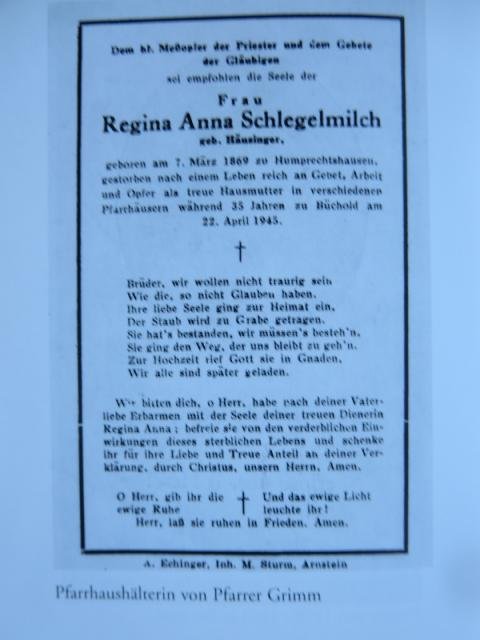 Dem hl. Meßopfer der Priester und dem Gebete
der Gläubigen
sei empfohlen die Seele der
Frau
Regina Anna Schlegelmilch
geb. Häusinger,
geboren am 7. März 1869 zu Humprechtshausen,
gestorben nach einem Leben reich an Gebet, Arbeit
und Opfer als treue Hausmutter in verschiedenen
Pfarrhäusern während 35 Jahren zu Büchold am
22. April 1945.
Brüder, wir wollen nicht traurig sein
Wie die, so nicht Glauben haben.
Ihre liebe Seele ging zur Heimat ein,
Der Staub wird zu Grabe getragen.
Sie hat's bestanden, wir müssen's besteh'n,
Sie ging den Weg, der uns bleibt zu geh'n.
Zur Hochzeit rief Gott sie in Gnaden,
Wir alle sind später geladen.
Wir bitten dich, o Herr, habe nach deiner Vater-
liebe Erbarmen mit der Seele deiner treuen Dienerin
Regina Anna; befreie sie von den verderblichen Ein-
wirkungen dieses sterblichen Lebens und schenke
ihr für ihre Liebe und Treue Anteil an deiner Ver-
klärung, durch Christus, unsern Herrn, Amen.
O Herr, gib ihr die
ewige Ruhe
Und das ewige Licht
leuchte ihr!
Herr, laß sie ruhen in Frieden. Amen.
A. Echinger, Inh. M. Sturm, Arnstein
Pfarrhaushälterin von Pfarrer Grimm